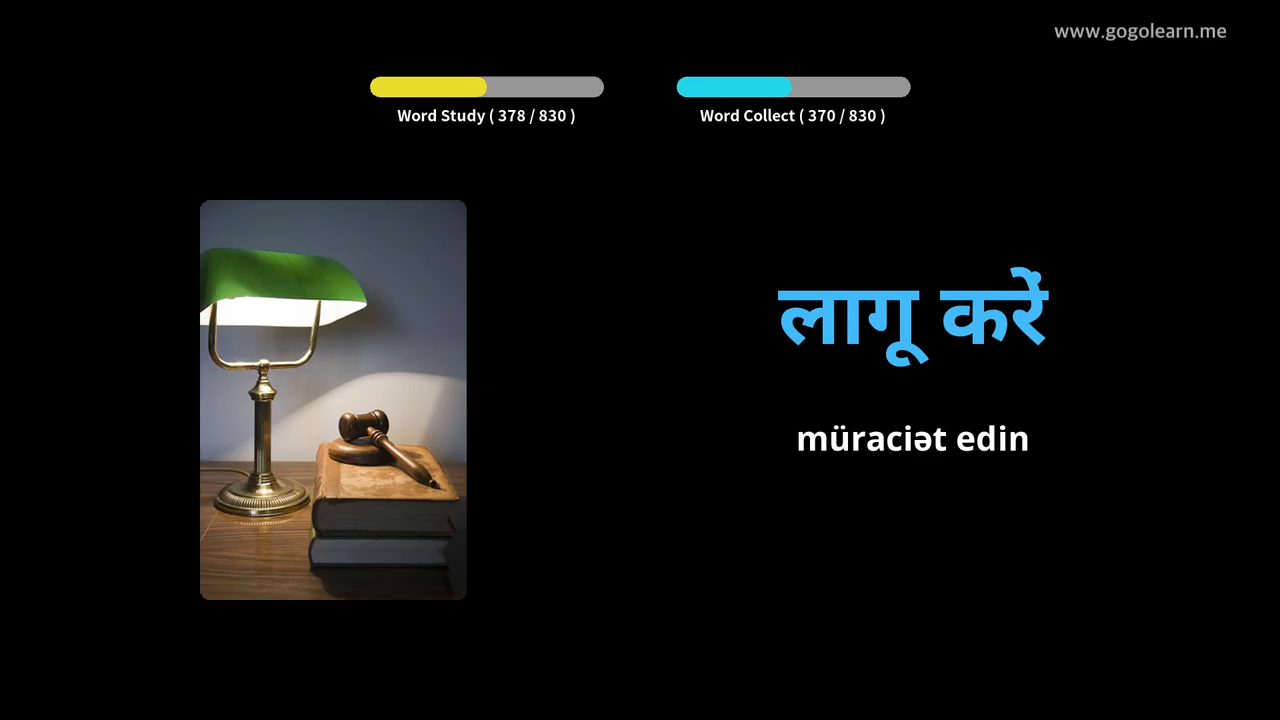 www.gogolearn.me
Word Study ( 378 / 830 )
Word Collect ( 370 / 830 )
लागू करें
müraciət edin